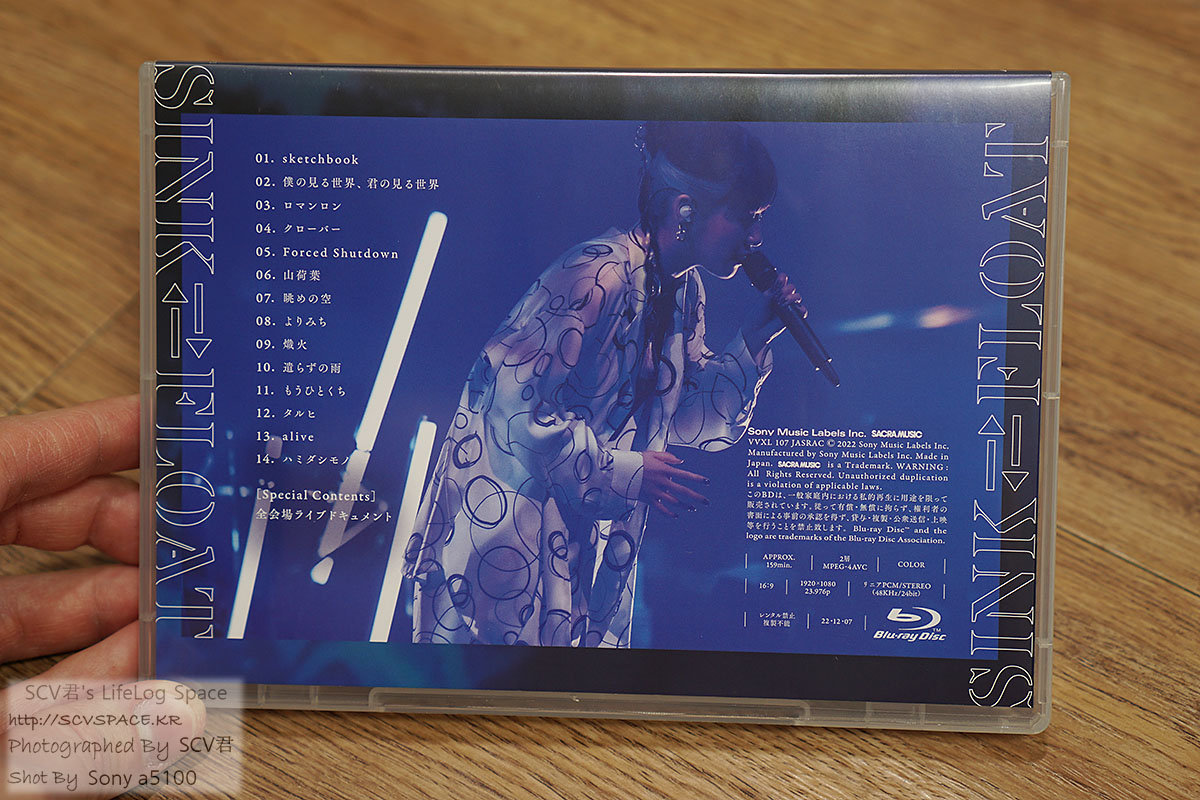 SINK⇄FLOAT
01. sketchbook
02. 僕の見る世界、君の見る世界
03. ロマンロン
04. クローバー
05. Forced Shutdown
06. 山荷葉
07. 眺めの空
08. よりみち
09. 熾火
10. 遣らずの雨
11. もうひとくち
12. タルヒ
13. alive
14. ハミダシモノ
[Special Contents]
全会場ライブドキュメント
SINK⇄FLOAT
Sony Music Labels Inc. SACRA MUSIC
VVXL 107 JASRAC © 2022 Sony Music Labels Inc.
Manufactured by Sony Music Labels Inc. Made in
Japan. SACRA MUSIC is a Trademark. WARNING:
All Rights Reserved. Unauthorized duplication
is a violation of applicable laws.
このBDは、一般家庭内における私的再生に用途を限って
販売されています。従って有償・無償に拘らず、権利者の
書面による事前の承認を得ず、貸与・複製・公衆送信・上映
等を行うことを禁止致します。Blu-ray Disc™ and the
logo are trademarks of the Blu-ray Disc Association.
APPROX. 159min.
2層 MPEG-4AVC
COLOR
16:9
1920×1080 23.976p
リニアPCM/STEREO (48KHz/24bit)
レンタル禁止 複製不能
22・12・07
Blu-ray Disc™
SCV君's LifeLog Space
http://SCVSPACE.KR
Photographed By SCV君
Shot By Sony a5100